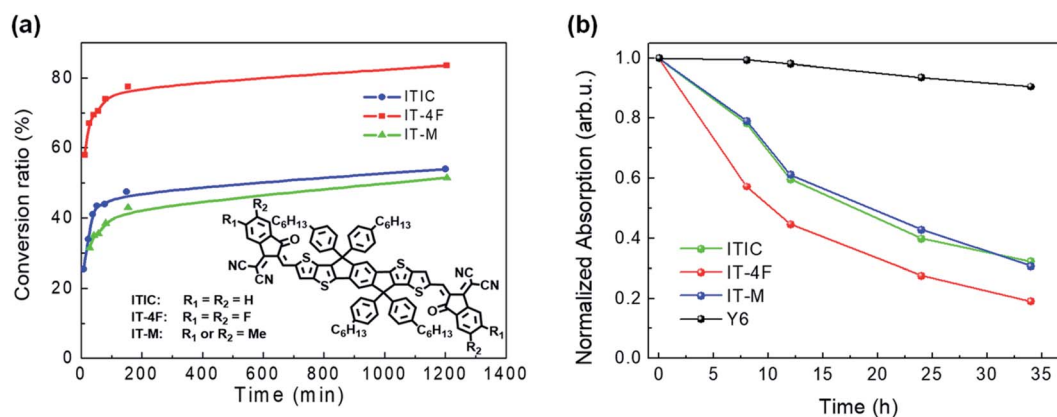 (a)
Conversion ratio (%)
80
60
40
20
0
ITIC
IT-4F
IT-M
R2
R1
C6H13
C6H13
O
NC
CN
S
S
S
S
CN
CN
O
R1
R2
C6H13
C6H13
ITIC: R1 = R2 = H
IT-4F: R1 = R2 = F
IT-M: R1 or R2 = Me
0 200 400 600 800 1000 1200 1400
Time (min)
(b)
Normalized Absorption (arb.u.)
1.0
0.8
0.6
0.4
0.2
0.0
ITIC
IT-4F
IT-M
Y6
0 5 10 15 20 25 30 35
Time (h)